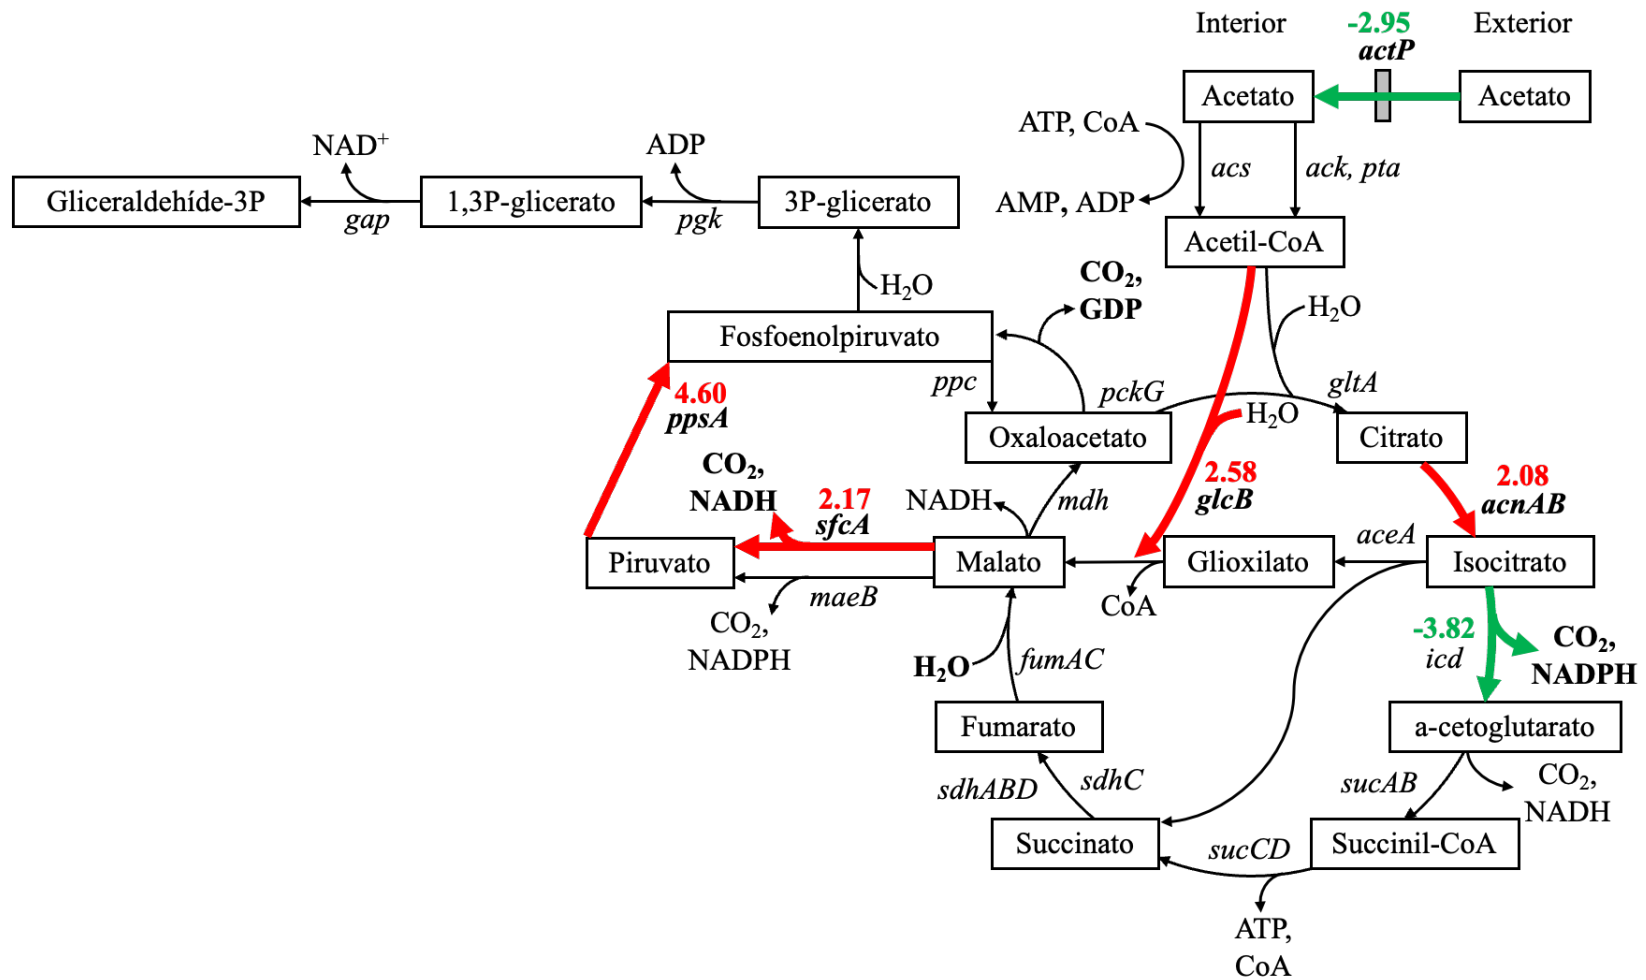 Interior
-2.95
actP
Exterior
Acetato
Acetato
ATP, CoA
acs
ack, pta
AMP, ADP
NAD⁺
ADP
Gliceraldehíde-3P
gap
1,3P-glicerato
pgk
3P-glicerato
Acetil-CoA
H₂O
CO₂,
GDP
H₂O
Fosfoenolpiruvato
4.60
ppsA
ppc
pckG
gltA
H₂O
Oxaloacetato
Citrato
CO₂,
NADH
2.17
sfcA
NADH
mdh
2.58
glcB
2.08
acnAB
Piruvato
Malato
Glioxilato
aceA
Isocitrato
maeB
CO₂,
NADPH
CoA
-3.82
icd
CO₂,
NADPH
H₂O
fumAC
Fumarato
a-cetoglutarato
sdhABD
sdhC
sucAB
CO₂,
NADH
Succinato
sucCD
Succinil-CoA
ATP,
CoA